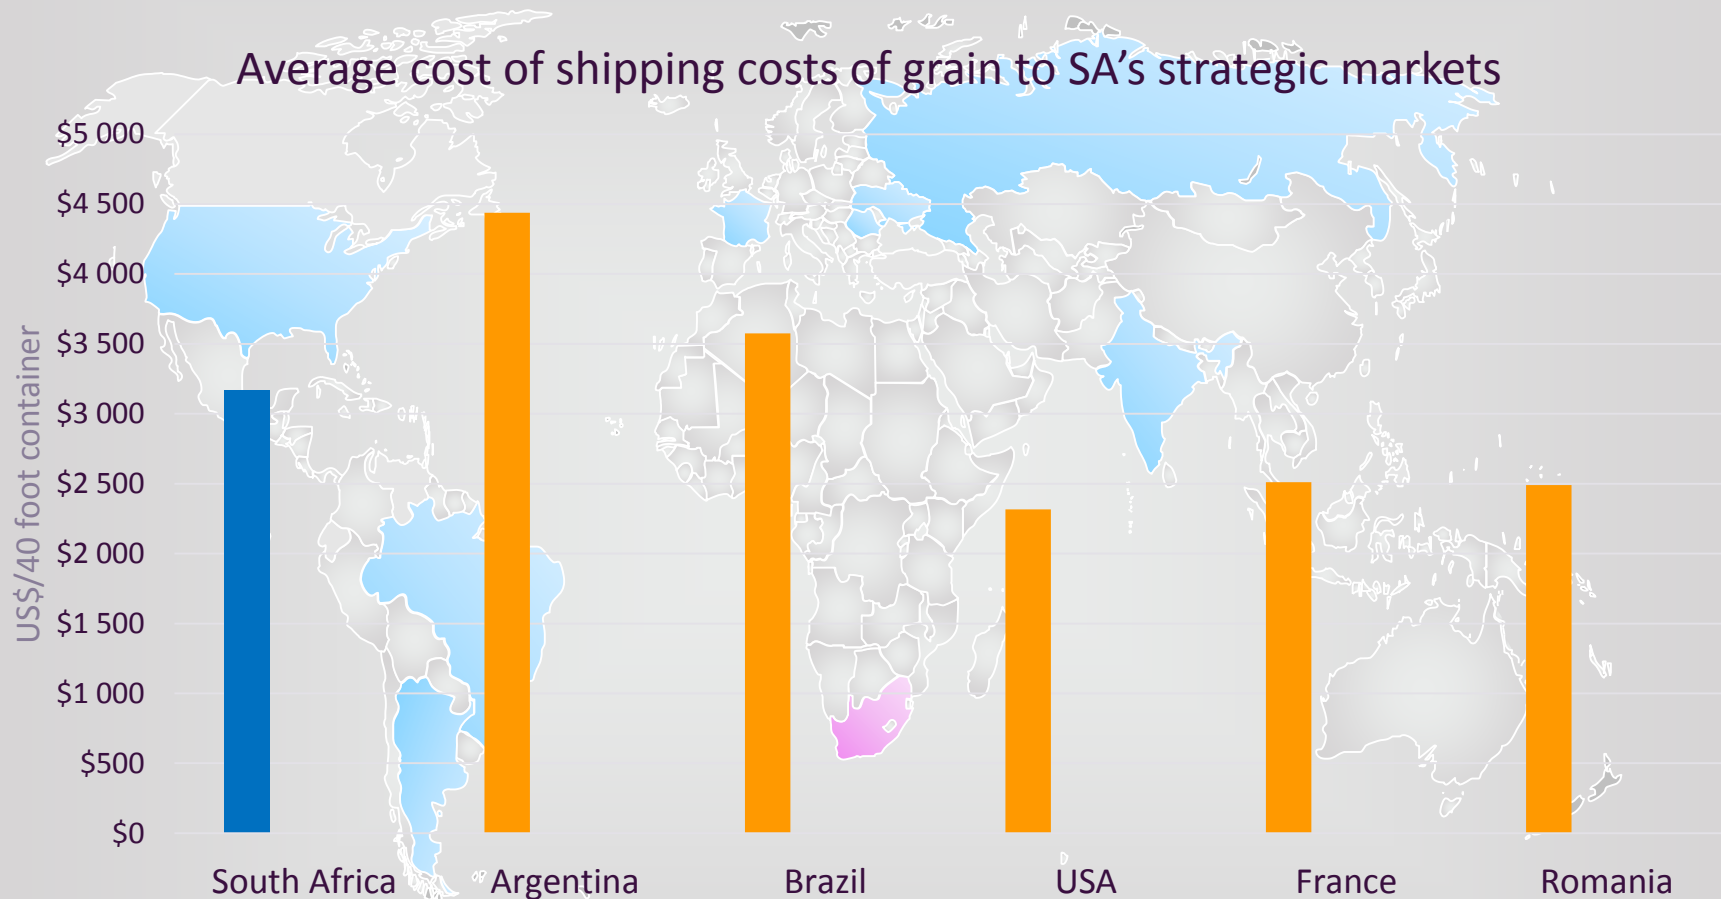 Average cost of shipping costs of grain to SA's strategic markets
US$/40 foot container
$5 000
$4 500
$4 000
$3 500
$3 000
$2 500
$2 000
$1 500
$1 000
$500
$0
South Africa
Argentina
Brazil
USA
France
Romania